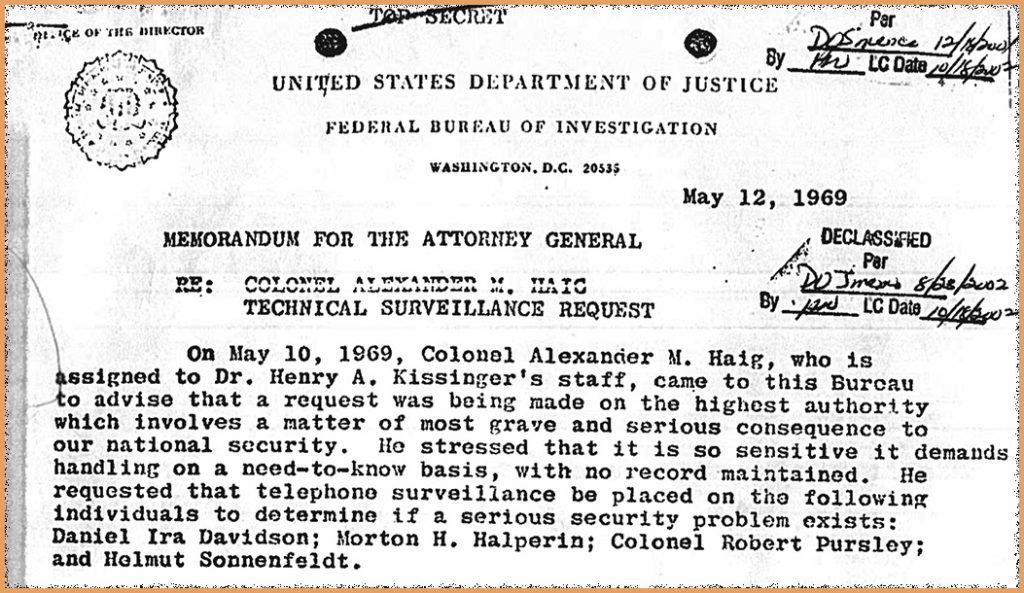 TOP SECRET
OFFICE OF THE DIRECTOR
Per
12/18/200
By LC Date 10/18/2002
UNITED STATES DEPARTMENT OF JUSTICE
FEDERAL BUREAU OF INVESTIGATION
WASHINGTON, D.C. 20535
May 12, 1969
MEMORANDUM FOR THE ATTORNEY GENERAL
DECLASSIFIED
Per
8/28/2002
By LC Date 10/18/2002
RE: COLONEL ALEXANDER M. HAIG
TECHNICAL SURVEILLANCE REQUEST
On May 10, 1969, Colonel Alexander M. Haig, who is
assigned to Dr. Henry A. Kissinger's staff, came to this Bureau
to advise that a request was being made on the highest authority
which involves a matter of most grave and serious consequence to
our national security. He stressed that it is so sensitive it demands
handling on a need-to-know basis, with no record maintained. He
requested that telephone surveillance be placed on the following
individuals to determine if a serious security problem exists:
Daniel Ira Davidson; Morton H. Halperin; Colonel Robert Pursley;
and Helmut Sonnenfeldt.